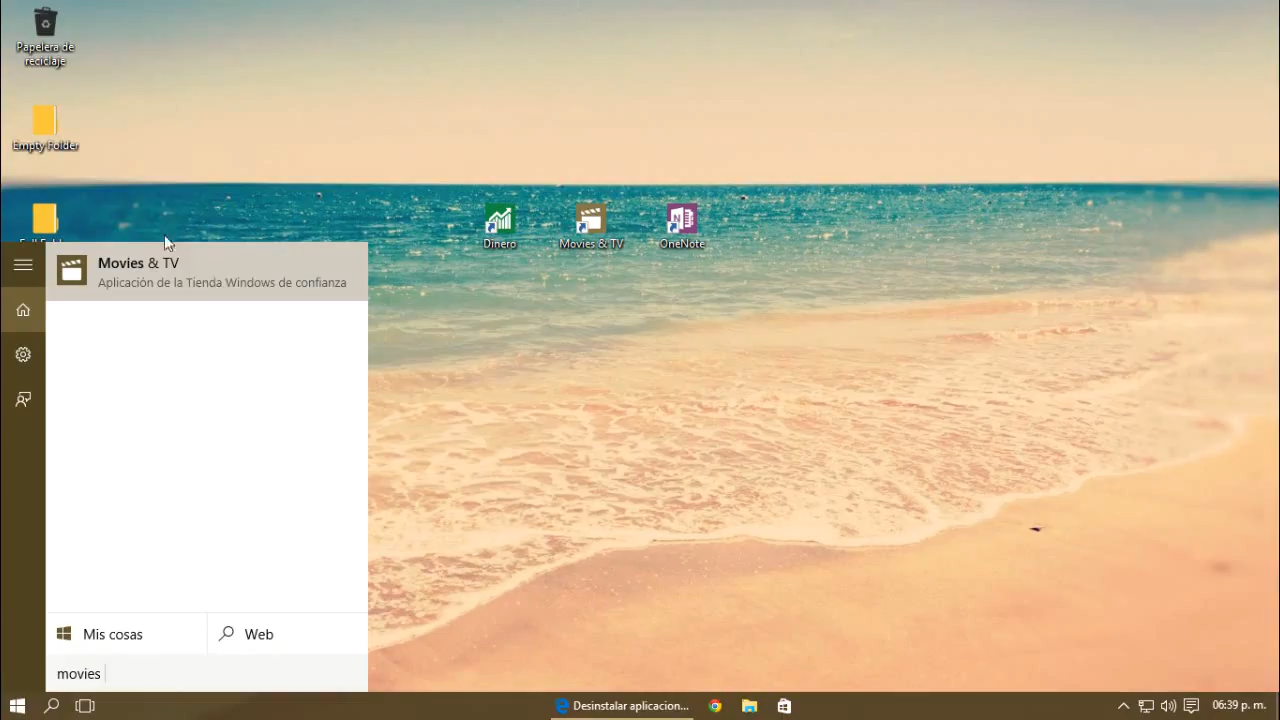 Papelera de
reciclaje
Empty Folder
Dinero
Movies & TV
OneNote
Movies & TV
Aplicación de la Tienda Windows de confianza
Mis cosas
Web
movies
Desinstalar aplicacion...
06:39 p. m.